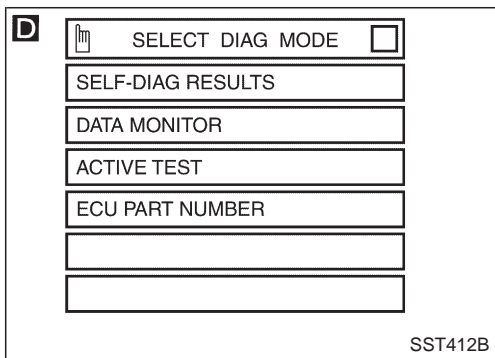 D
SELECT DIAG MODE
SELF-DIAG RESULTS
DATA MONITOR
ACTIVE TEST
ECU PART NUMBER
SST412B